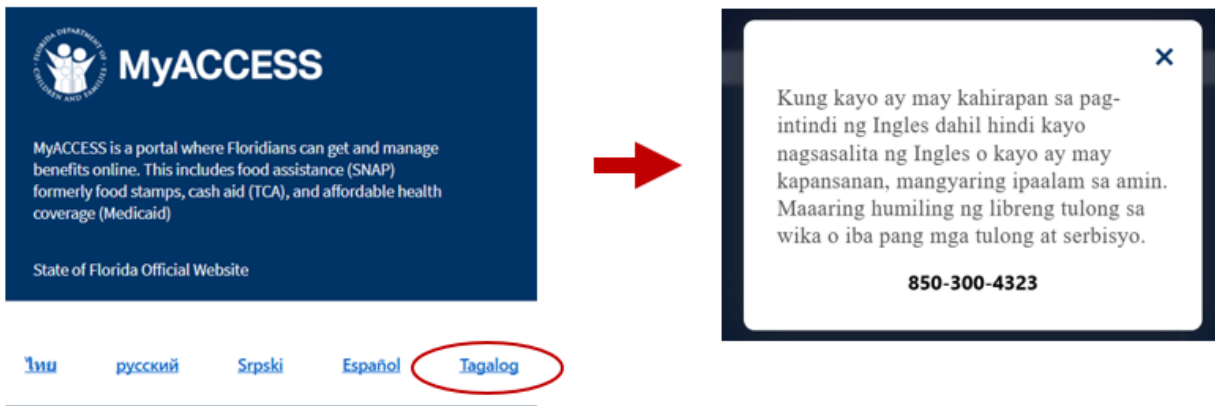 FLORIDA DEPARTMENT OF CHILDREN AND FAMILIES
MyACCESS
MyACCESS is a portal where Floridians can get and manage
benefits online. This includes food assistance (SNAP)
formerly food stamps, cash aid (TCA), and affordable health
coverage (Medicaid)
State of Florida Official Website
ไทย русский Srpski Español Tagalog
×
Kung kayo ay may kahirapan sa pag-
intindi ng Ingles dahil hindi kayo
nagsasalita ng Ingles o kayo ay may
kapansanan, mangyaring ipaalam sa amin.
Maaaring humiling ng libreng tulong sa
wika o iba pang mga tulong at serbisyo.
850-300-4323